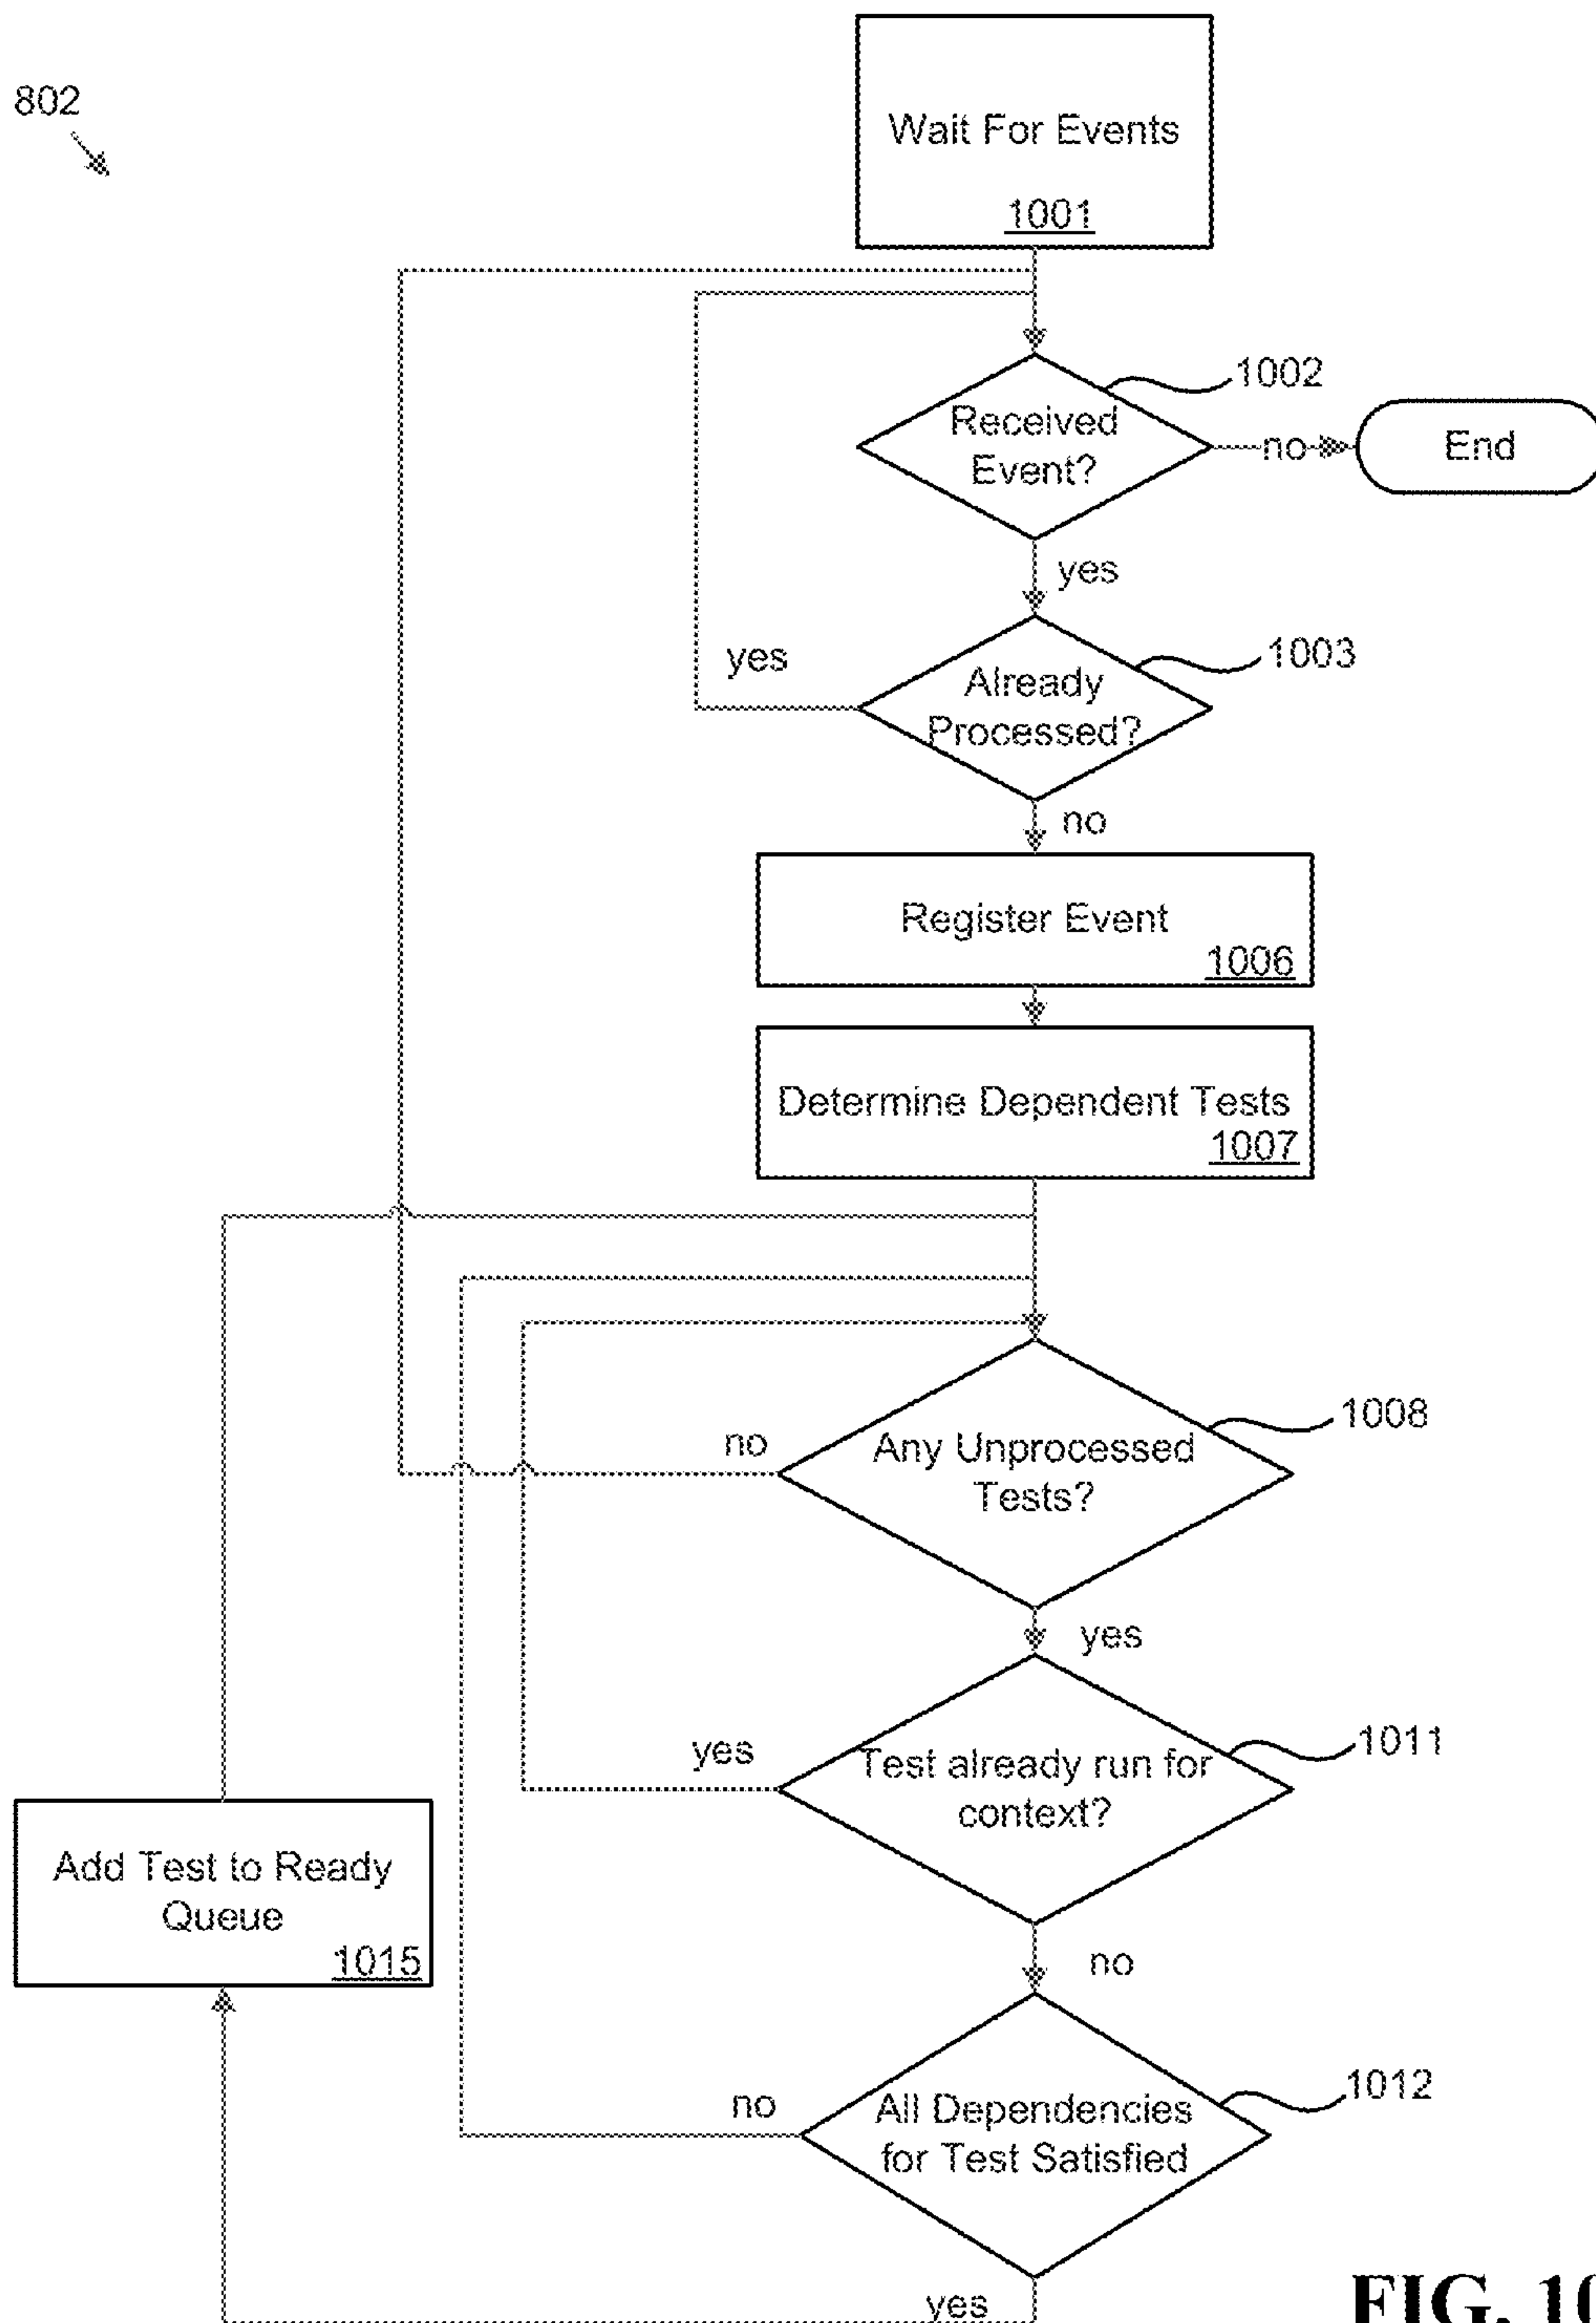 802
Wait For Events
1001
1002
Received
Event?
no
End
yes
1003
yes
Already
Processed?
no
Register Event
1006
Determine Dependent Tests
1007
1008
no
Any Unprocessed
Tests?
yes
1011
yes
Test already run for
context?
Add Test to Ready
Queue
1015
no
1012
no
All Dependencies
for Test Satisfied
yes
FIG. 10